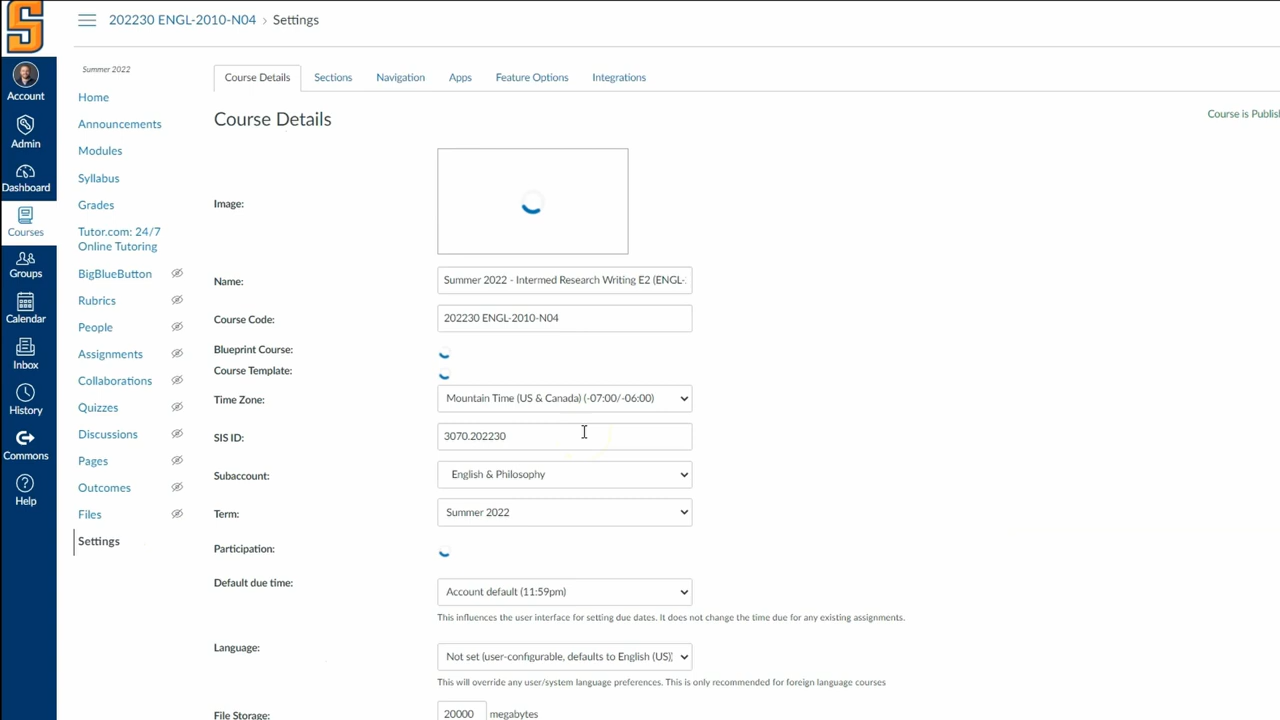 202230 ENGL-2010-N04 › Settings
Account
Admin
Dashboard
Courses
Groups
Calendar
Inbox
History
Commons
Help
Summer 2022
Home
Announcements
Modules
Syllabus
Grades
Tutor.com: 24/7
Online Tutoring
BigBlueButton
Rubrics
People
Assignments
Collaborations
Quizzes
Discussions
Pages
Outcomes
Files
Settings
Course Details Sections Navigation Apps Feature Options Integrations
Course Details
Course is Publis
Image:
Name: Summer 2022 - Intermed Research Writing E2 (ENGL-
Course Code: 202230 ENGL-2010-N04
Blueprint Course:
Course Template:
Time Zone: Mountain Time (US & Canada) (-07:00/-06:00)
SIS ID: 3070.202230
Subaccount: English & Philosophy
Term: Summer 2022
Participation:
Default due time: Account default (11:59pm)
This influences the user interface for setting due dates. It does not change the time due for any existing assignments.
Language: Not set (user-configurable, defaults to English (US))
This will override any user/system language preferences. This is only recommended for foreign language courses
File Storage: 20000 megabytes